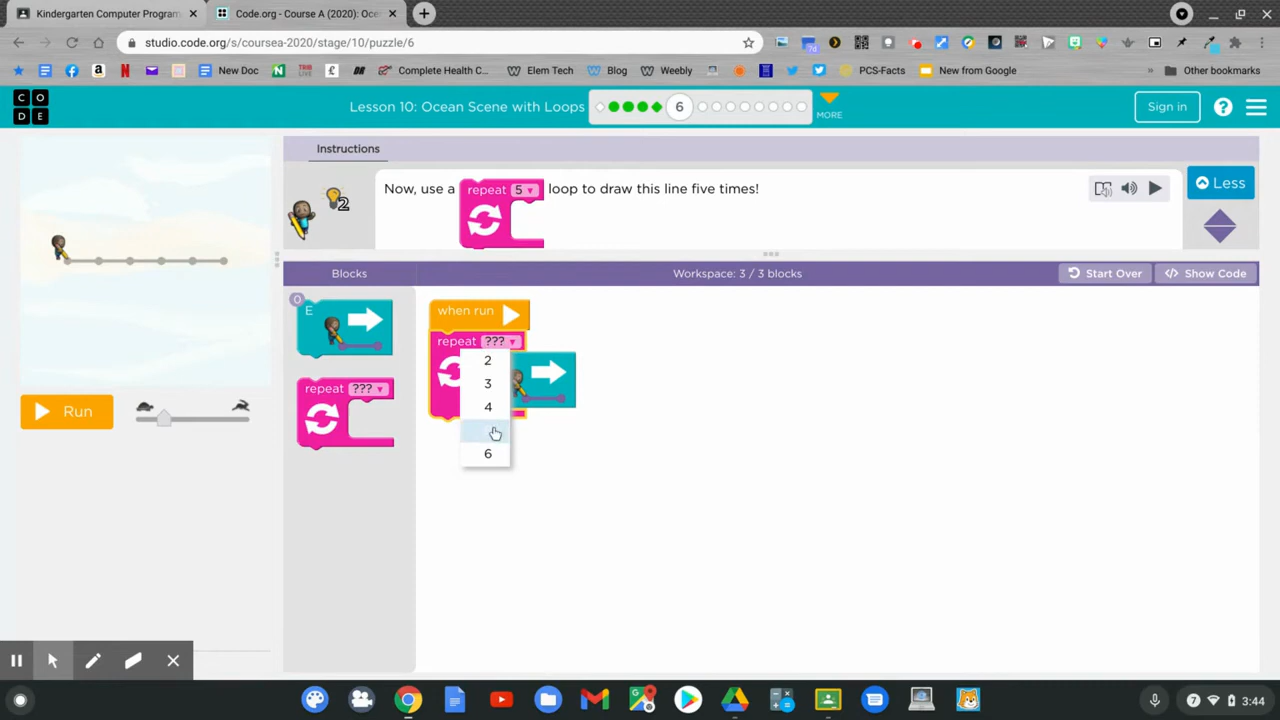 Kindergarten Computer Program
Code.org - Course A (2020): Oce
studio.code.org/s/coursea-2020/stage/10/puzzle/6
New Doc
Complete Health C...
Elem Tech
Blog
Weebly
PCS-Facts
New from Google
Other bookmarks
C O
D E
Lesson 10: Ocean Scene with Loops
6
MORE
Sign in
Instructions
2
Now, use a repeat 5 loop to draw this line five times!
Less
Blocks
Workspace: 3 / 3 blocks
Start Over
Show Code
0
E
when run
repeat ???
2
3
4
6
repeat ???
Run
7
3:44